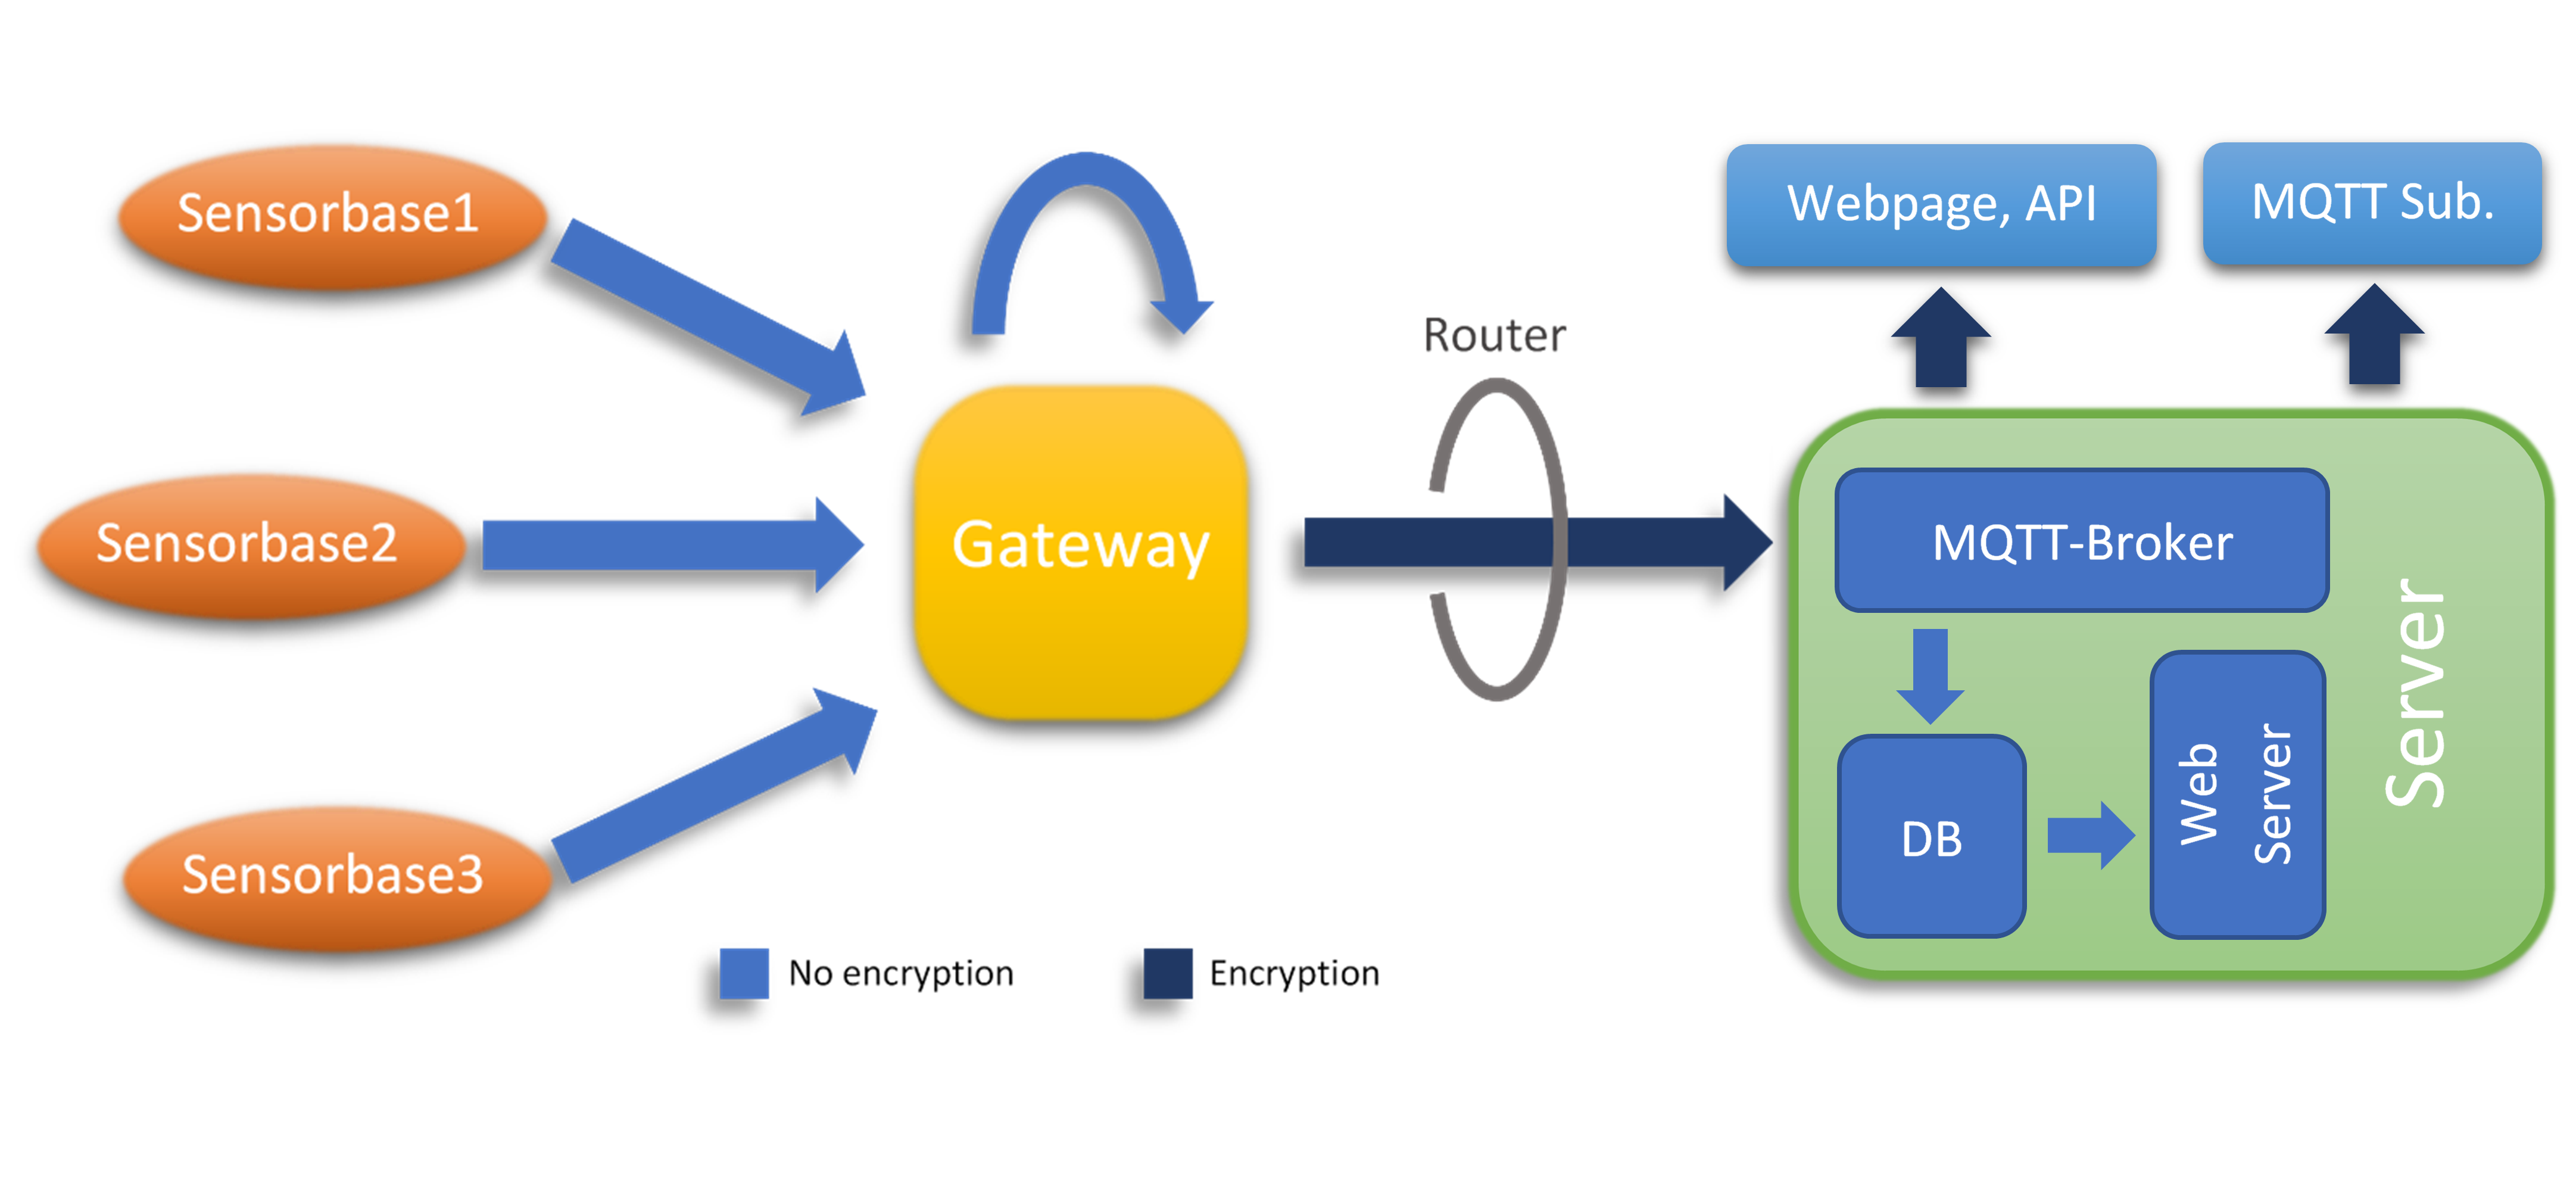 Sensorbase1
Sensorbase2
Sensorbase3
Gateway
Router
Webpage, API
MQTT Sub.
MQTT-Broker
DB
Web
Server
Server
No encryption
Encryption